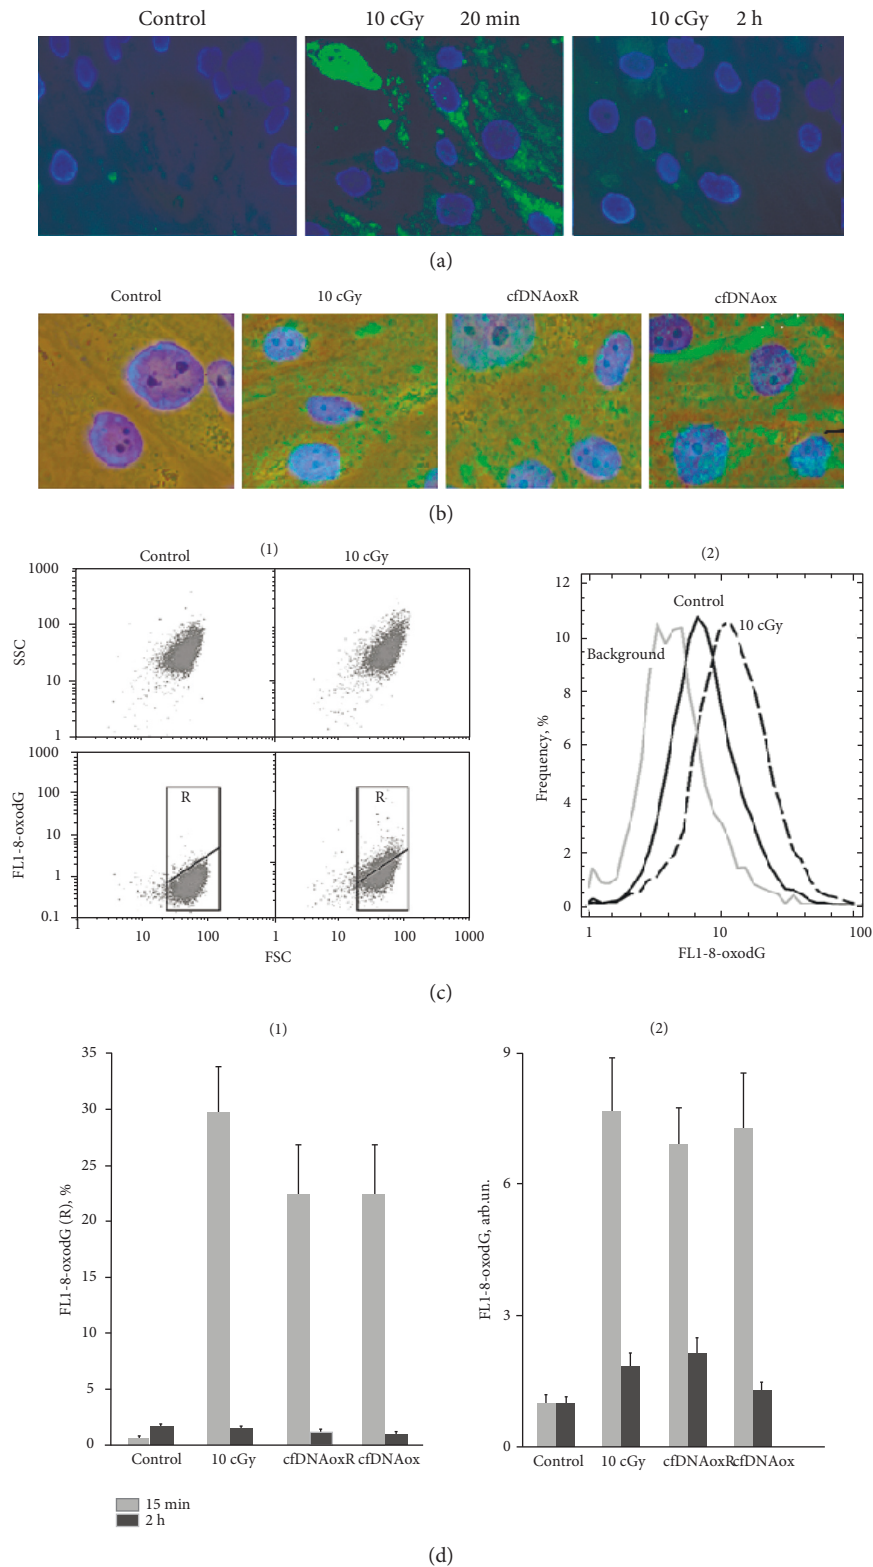 Control 10 cGy 20 min 10 cGy 2 h
(a)
Control 10 cGy cfDNAoxR cfDNAox
(b)
(1)
Control 10 cGy
1000
100
10
1
SSC
1000
100
10
1
0.1
FL1-8-oxodG
R R
1 10 100 1 10 100 1000
FSC
(2)
12
10
8
6
4
2
0
Frequency, %
Control
10 cGy
Background
1 10 100
FL1-8-oxodG
(c)
(1)
35
30
25
20
15
10
5
0
FL1-8-oxodG (R), %
Control 10 cGy cfDNAoxR cfDNAox
15 min
2 h
(2)
9
6
3
0
FL1-8-oxodG, arb.un.
Control 10 cGy cfDNAoxR cfDNAox
(d)